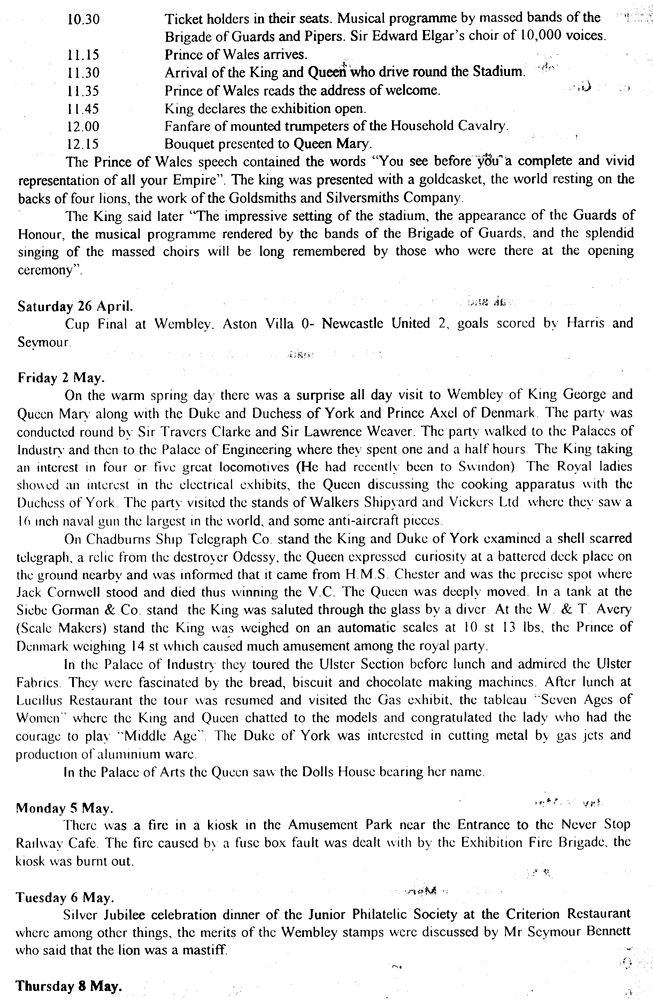 10.30 Ticket holders in their seats. Musical programme by massed bands of the
Brigade of Guards and Pipers. Sir Edward Elgar's choir of 10,000 voices.
11.15 Prince of Wales arrives.
11.30 Arrival of the King and Queen who drive round the Stadium.
11.35 Prince of Wales reads the address of welcome.
11.45 King declares the exhibition open.
12.00 Fanfare of mounted trumpeters of the Household Cavalry.
12.15 Bouquet presented to Queen Mary.
The Prince of Wales speech contained the words “You see before you a complete and vivid
representation of all your Empire”. The king was presented with a goldcasket, the world resting on the
backs of four lions, the work of the Goldsmiths and Silversmiths Company.
The King said later “The impressive setting of the stadium, the appearance of the Guards of
Honour, the musical programme rendered by the bands of the Brigade of Guards, and the splendid
singing of the massed choirs will be long remembered by those who were there at the opening
ceremony”.
Saturday 26 April.
Cup Final at Wembley. Aston Villa 0- Newcastle United 2, goals scored by Harris and
Seymour.
Friday 2 May.
On the warm spring day there was a surprise all day visit to Wembley of King George and
Queen Mary along with the Duke and Duchess of York and Prince Axel of Denmark. The party was
conducted round by Sir Travers Clarke and Sir Lawrence Weaver. The party walked to the Palaces of
Industry and then to the Palace of Engineering where they spent one and a half hours. The King taking
an interest in four or five great locomotives (He had recently been to Swindon). The Royal ladies
showed an interest in the electrical exhibits, the Queen discussing the cooking apparatus with the
Duchess of York. The party visited the stands of Walkers Shipyard and Vickers Ltd where they saw a
16 inch naval gun the largest in the world, and some anti-aircraft pieces.
On Chadburns Ship Telegraph Co. stand the King and Duke of York examined a shell scarred
telegraph, a relic from the destroyer Odessy, the Queen expressed curiosity at a battered deck place on
the ground nearby and was informed that it came from H.M.S. Chester and was the precise spot where
Jack Cornwell stood and died thus winning the V.C. The Queen was deeply moved. In a tank at the
Siebe Gorman & Co. stand the King was saluted through the glass by a diver. At the W. & T. Avery
(Scale Makers) stand the King was weighed on an automatic scales at 10 st 13 lbs, the Prince of
Denmark weighing 14 st which caused much amusement among the royal party.
In the Palace of Industry they toured the Ulster Section before lunch and admired the Ulster
Fabrics. They were fascinated by the bread, biscuit and chocolate making machines. After lunch at
Lucillus Restaurant the tour was resumed and visited the Gas exhibit, the tableau “Seven Ages of
Women” where the King and Queen chatted to the models and congratulated the lady who had the
courage to play “Middle Age”. The Duke of York was interested in cutting metal by gas jets and
production of aluminium ware.
In the Palace of Arts the Queen saw the Dolls House bearing her name.
Monday 5 May.
There was a fire in a kiosk in the Amusement Park near the Entrance to the Never Stop
Railway Cafe. The fire caused by a fuse box fault was dealt with by the Exhibition Fire Brigade, the
kiosk was burnt out.
Tuesday 6 May.
Silver Jubilee celebration dinner of the Junior Philatelic Society at the Criterion Restaurant
where among other things, the merits of the Wembley stamps were discussed by Mr Seymour Bennett
who said that the lion was a mastiff.
Thursday 8 May.